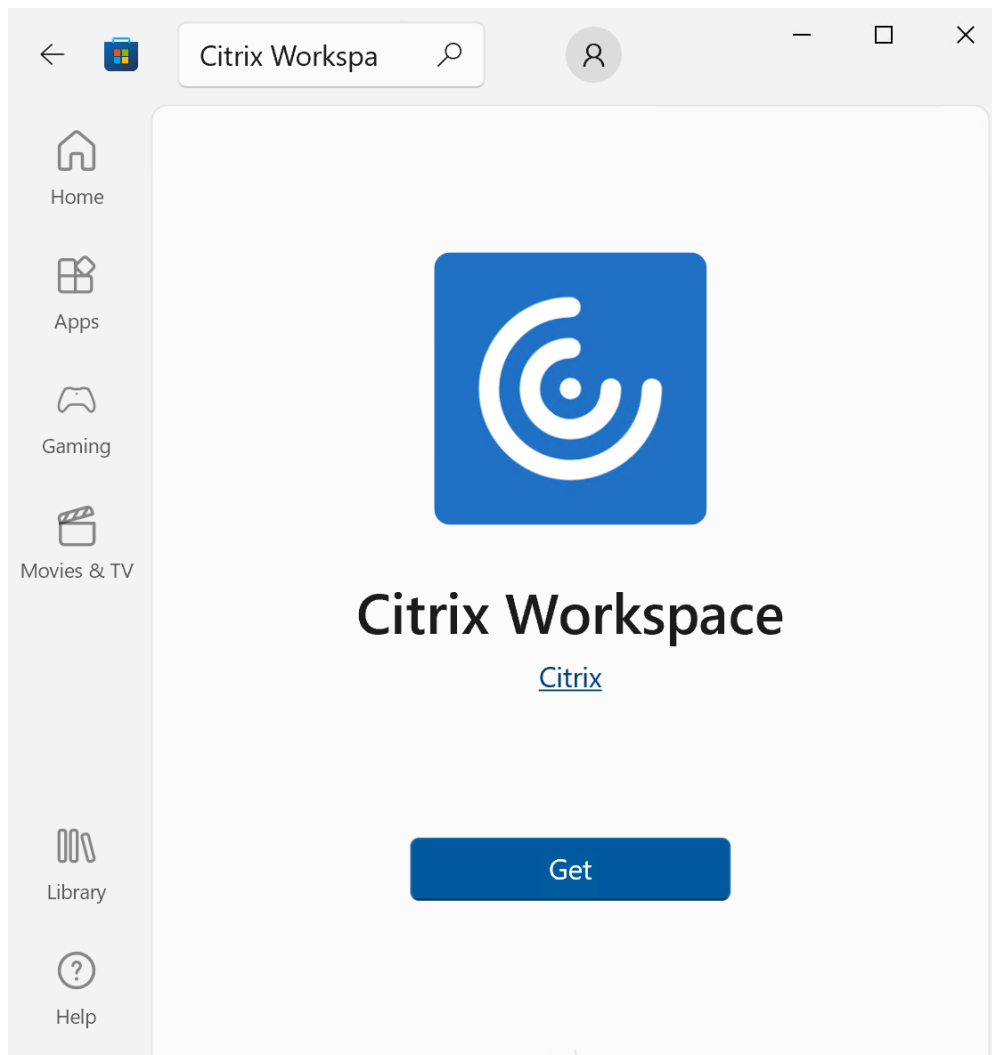 Citrix Workspa
Home
Apps
Gaming
Movies & TV
Citrix Workspace
Citrix
Get
Library
Help